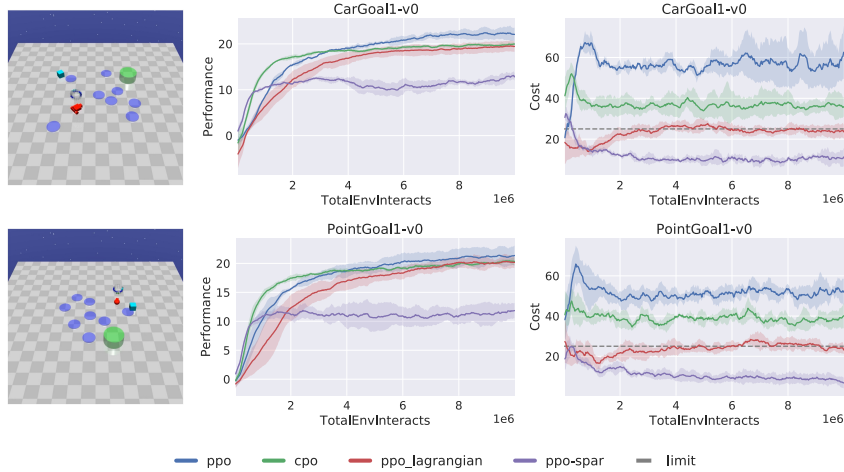 CarGoal1-v0
Performance
20
10
0
2
4
6
8
1e6
TotalEnvInteracts
CarGoal1-v0
Cost
60
40
20
2
4
6
8
1e6
TotalEnvInteracts
PointGoal1-v0
Performance
20
15
10
5
0
2
4
6
8
1e6
TotalEnvInteracts
PointGoal1-v0
Cost
60
40
20
2
4
6
8
1e6
TotalEnvInteracts
ppo cpo ppo_lagrangian ppo-spar limit